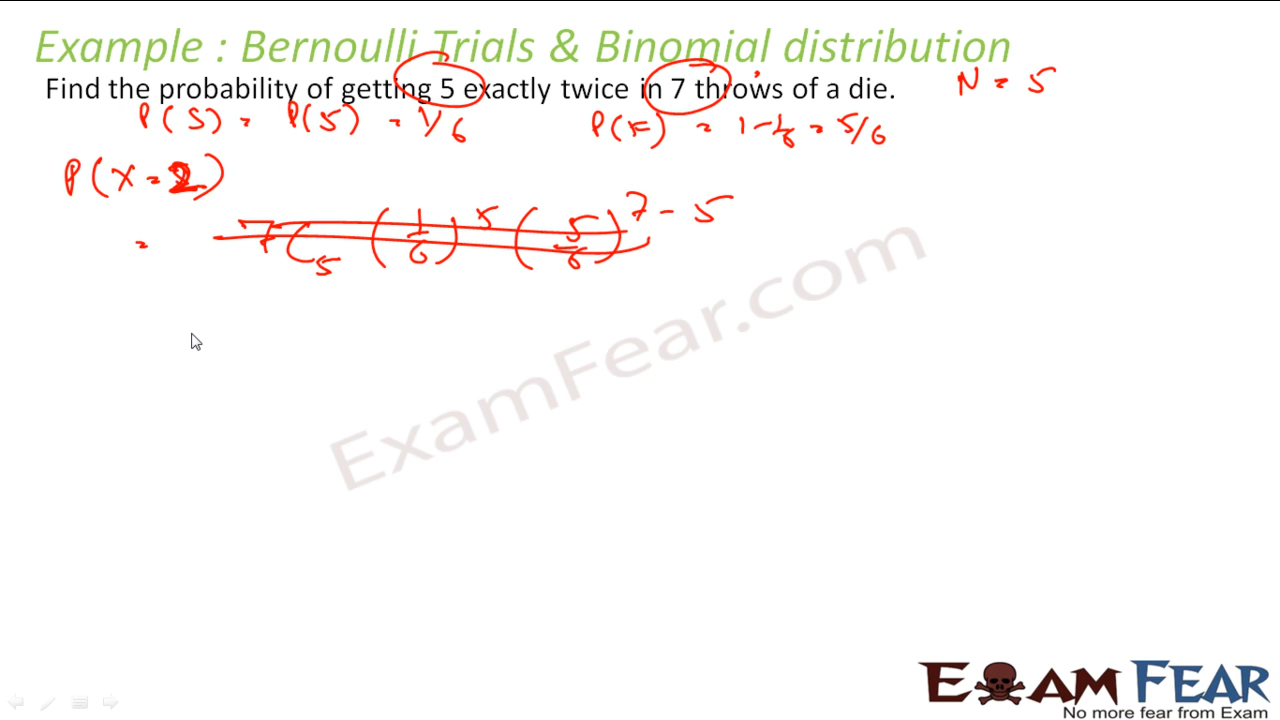 Example : Bernoulli Trials & Binomial distribution
Find the probability of getting 5 exactly twice in 7 throws of a die.
N = 5
P(S) = P(5) = 1/6 P(F) = 1 - 1/6 = 5/6
P(X = 2)
= 7C5 (1/6)^5 (5/6)^7-5
ExamFear.com
EXAM FEAR
No more fear from Exam